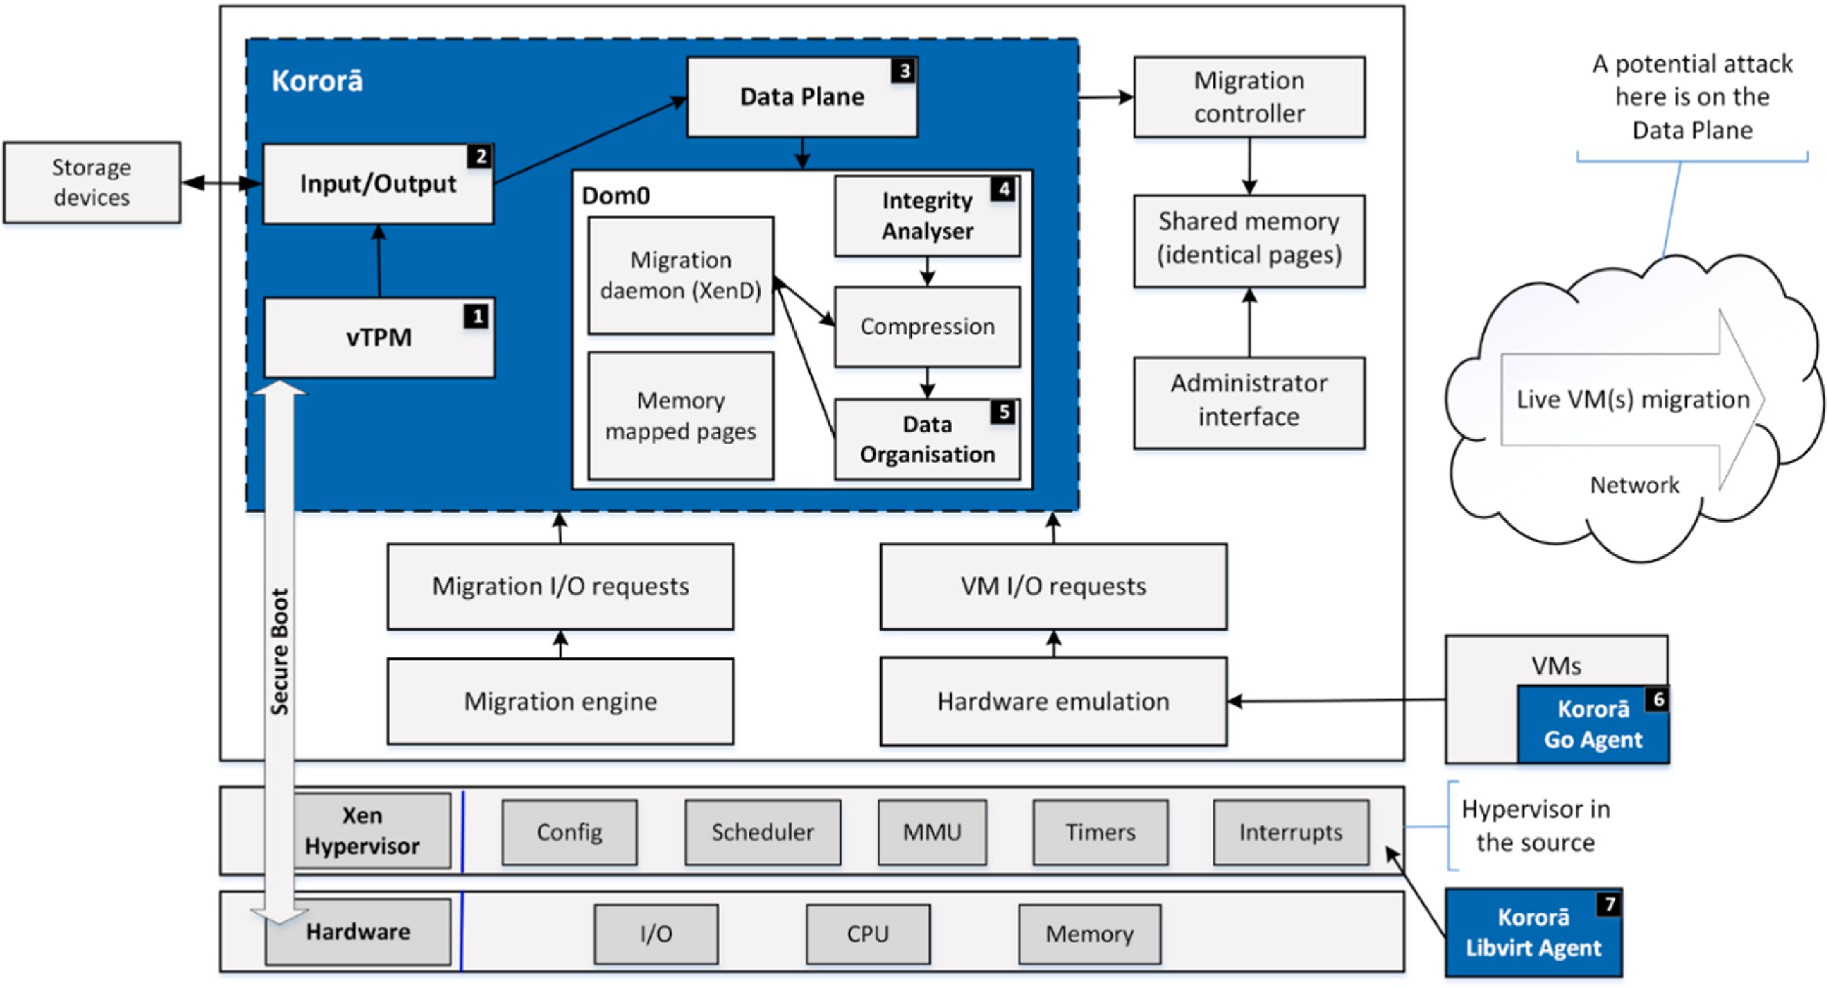 Kororā
Storage
devices
2
Input/Output
1
vTPM
3
Data Plane
Dom0
Migration
daemon (XenD)
Memory
mapped pages
4
Integrity
Analyser
Compression
5
Data
Organisation
Migration
controller
Shared memory
(identical pages)
Administrator
interface
A potential attack
here is on the
Data Plane
Live VM(s) migration
Network
Migration I/O requests
Migration engine
VM I/O requests
Hardware emulation
VMs
6
Kororā
Go Agent
Secure Boot
Xen
Hypervisor
Config
Scheduler
MMU
Timers
Interrupts
Hypervisor in
the source
Hardware
I/O
CPU
Memory
7
Kororā
Libvirt Agent